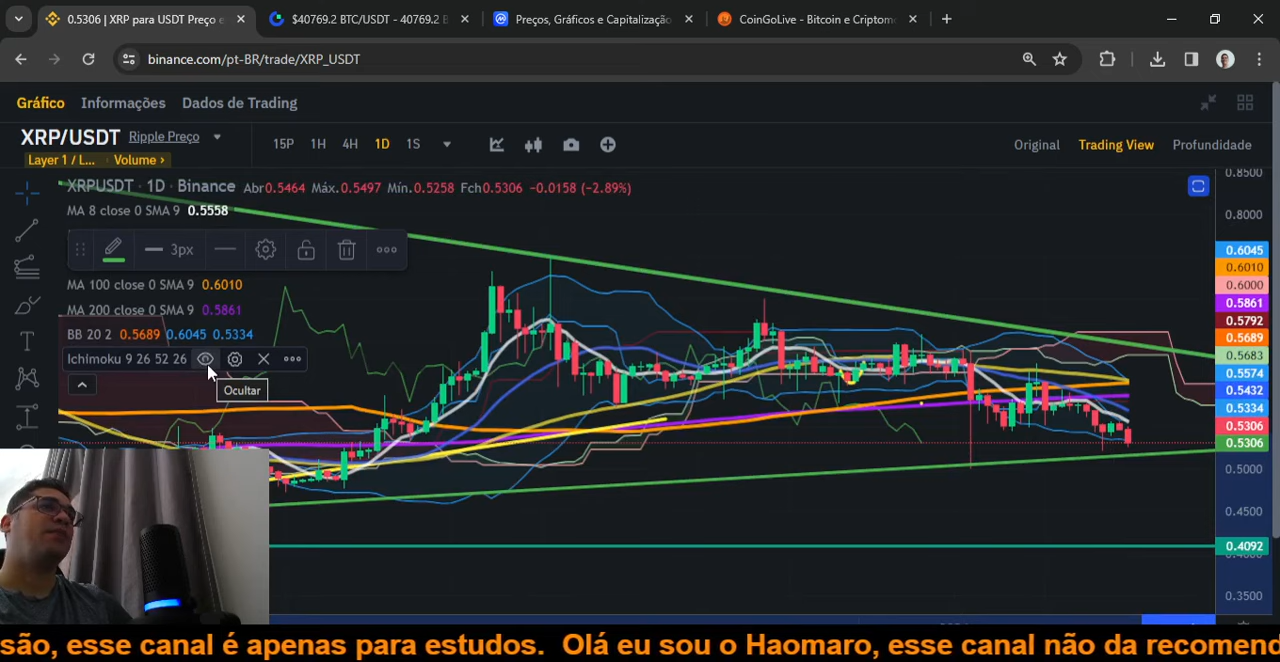 0.5306 | XRP para USDT Preço e
$40769.2 BTC/USDT - 40769.2 B
Preços, Gráficos e Capitalização
CoinGoLive - Bitcoin e Criptom
binance.com/pt-BR/trade/XRP_USDT
Gráfico Informações Dados de Trading
XRP/USDT Ripple Preço
Layer 1 / L... Volume ›
15P 1H 4H 1D 1S
Original Trading View Profundidade
XRPUSDT · 1D · Binance Abr0.5464 Máx.0.5497 Mín.0.5258 Fch0.5306 −0.0158 (−2.89%)
MA 8 close 0 SMA 9 0.5558
3px
MA 100 close 0 SMA 9 0.6010
MA 200 close 0 SMA 9 0.5861
BB 20 2 0.5689 0.6045 0.5334
Ichimoku 9 26 52 26
Ocultar
0.8500
0.8000
0.6045
0.6010
0.6000
0.5861
0.5792
0.5689
0.5683
0.5574
0.5432
0.5334
0.5306
0.5306
0.5000
0.4500
0.4092
0.3500
são, esse canal é apenas para estudos. Olá eu sou o Haomaro, esse canal não da recomend